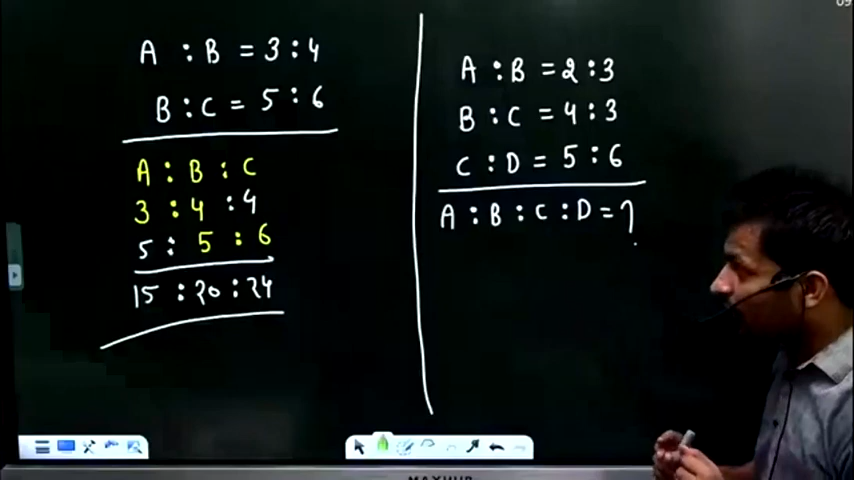 A : B = 3 : 4
B : C = 5 : 6
A : B : C
3 : 4 : 4
5 : 5 : 6
15 : 20 : 24
A : B = 2 : 3
B : C = 4 : 3
C : D = 5 : 6
A : B : C : D = ?
09